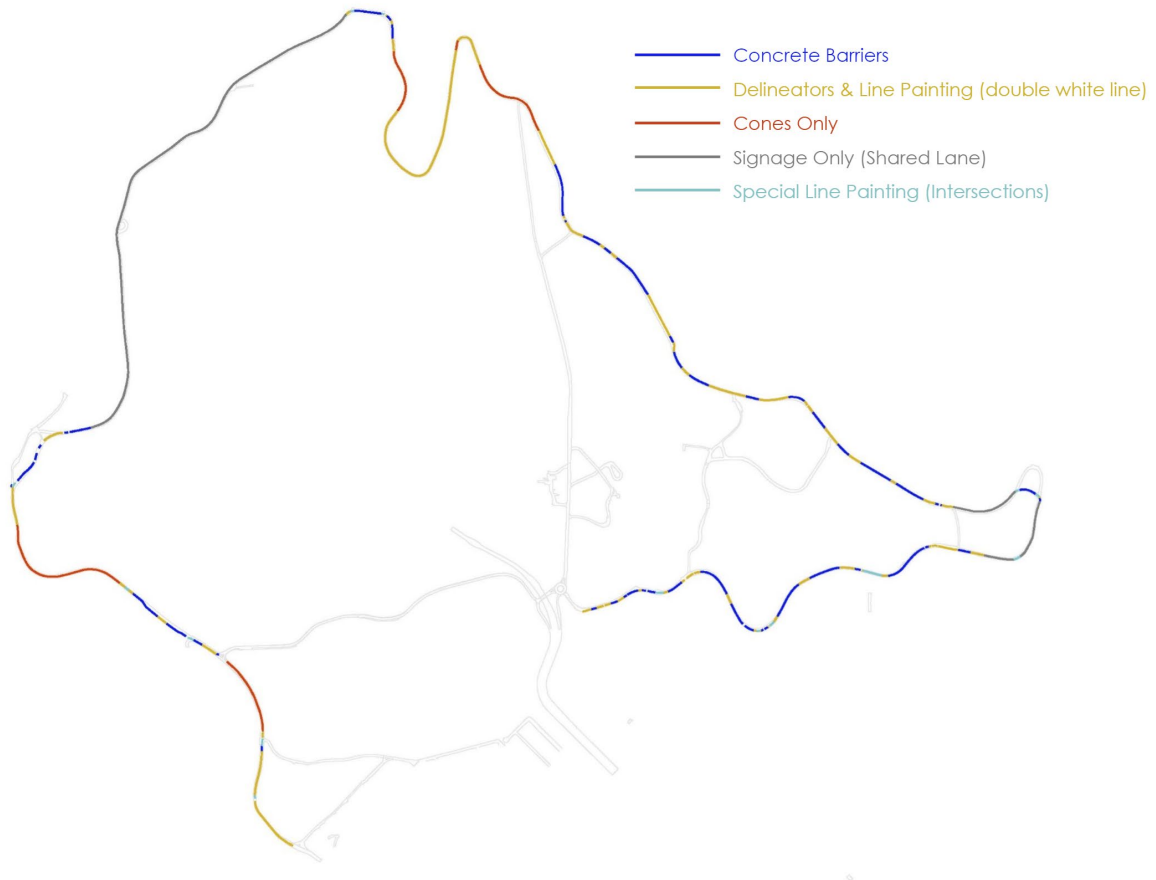 Concrete Barriers
Delineators & Line Painting (double white line)
Cones Only
Signage Only (Shared Lane)
Special Line Painting (Intersections)